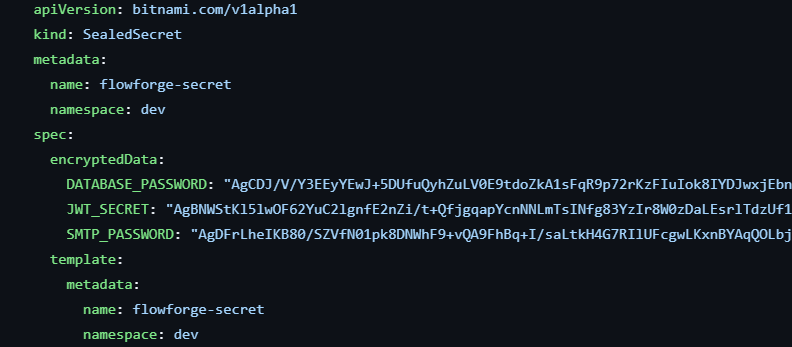 apiVersion: bitnami.com/v1alpha1
kind: SealedSecret
metadata:
name: flowforge-secret
namespace: dev
spec:
encryptedData:
DATABASE_PASSWORD: "AgCDJ/V/Y3EEyYEwJ+5DUfuQyhZuLV0E9tdoZkA1sFqR9p72rKzFIuIok8IYDJwxjEbn
JWT_SECRET: "AgBNWStKl5lwOF62YuC2lgnfE2nZi/t+QfjgqapYcnNNLmTsINfg83YzIr8W0zDaLEsrlTdzUf1
SMTP_PASSWORD: "AgDFrLheIKB80/SZVfN01pk8DNWhF9+vQA9FhBq+I/saLtkH4G7RIlUFcgwLKxnBYAqQOLbj
template:
metadata:
name: flowforge-secret
namespace: dev